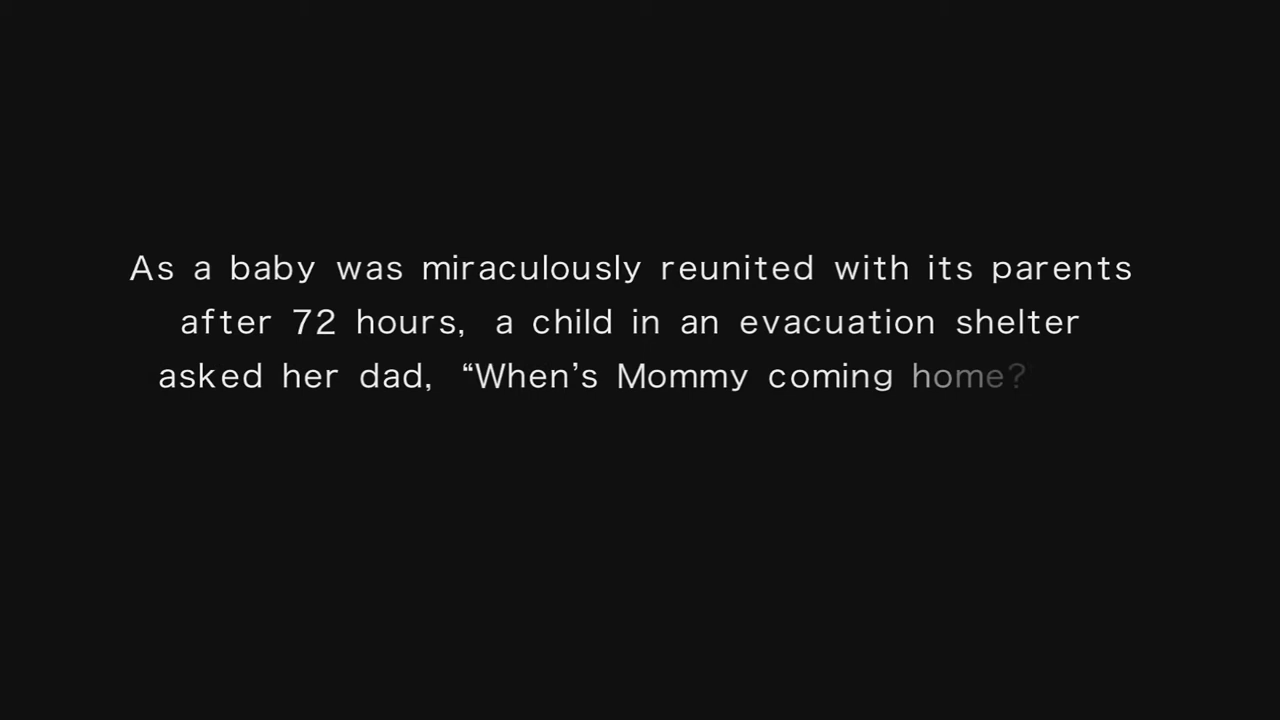 As a baby was miraculously reunited with its parents
after 72 hours, a child in an evacuation shelter
asked her dad, “When’s Mommy coming home?